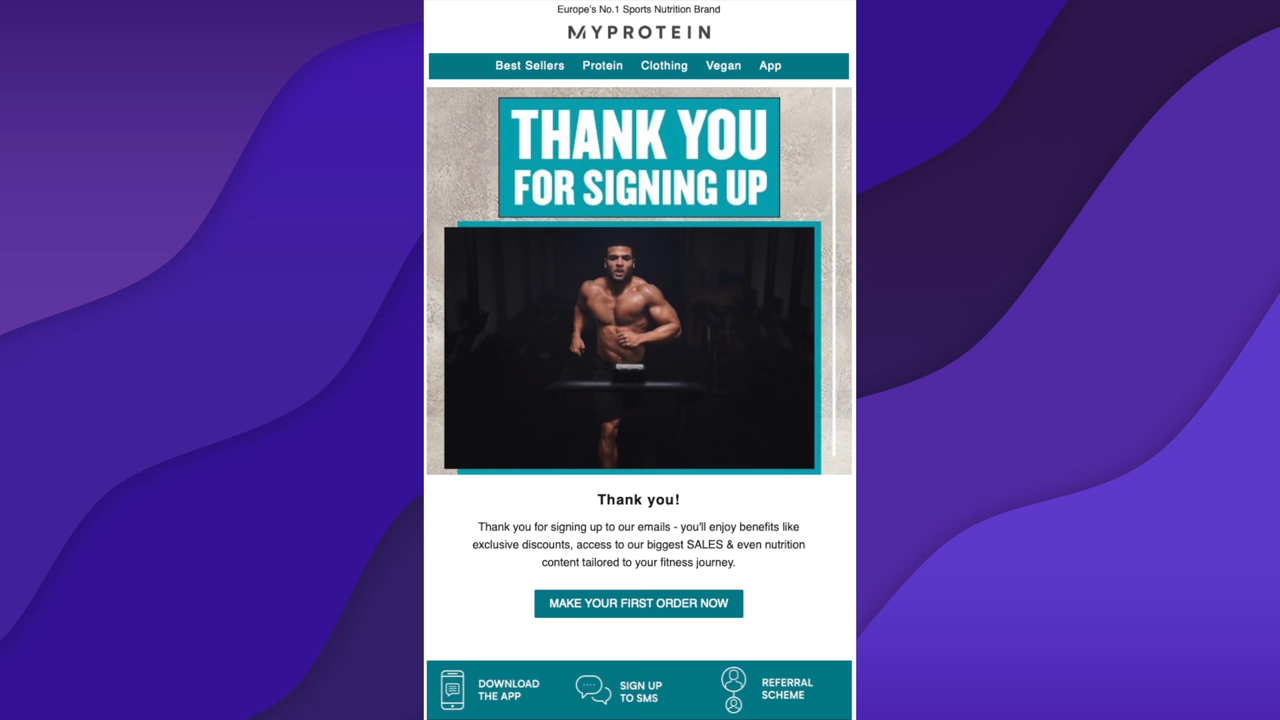 Europe's No.1 Sports Nutrition Brand
MYPROTEIN
Best Sellers Protein Clothing Vegan App
THANK YOU
FOR SIGNING UP
Thank you!
Thank you for signing up to our emails - you'll enjoy benefits like
exclusive discounts, access to our biggest SALES & even nutrition
content tailored to your fitness journey.
MAKE YOUR FIRST ORDER NOW
DOWNLOAD
THE APP
SIGN UP
TO SMS
REFERRAL
SCHEME